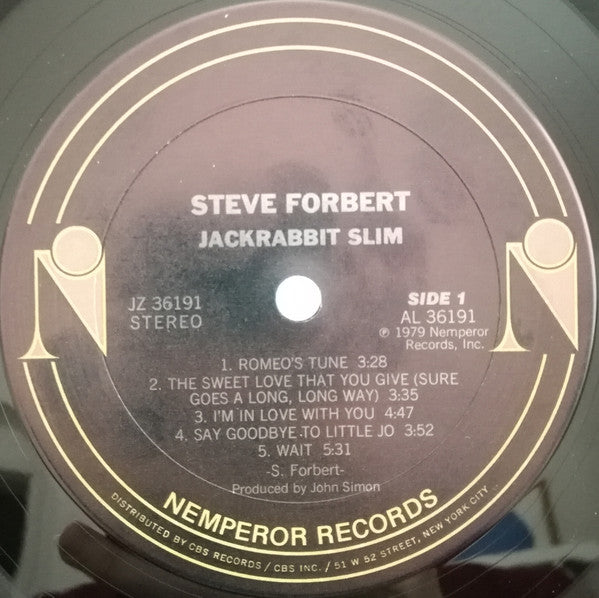 STEVE FORBERT
JACKRABBIT SLIM
JZ 36191
STEREO
SIDE 1
AL 36191
℗ 1979 Nemperor
Records, Inc.
1. ROMEO'S TUNE 3:28
2. THE SWEET LOVE THAT YOU GIVE (SURE
GOES A LONG, LONG WAY) 3:35
3. I'M IN LOVE WITH YOU 4:47
4. SAY GOODBYE TO LITTLE JO 3:52
5. WAIT 5:31
-S. Forbert-
Produced by John Simon
NEMPEROR RECORDS
DISTRIBUTED BY CBS RECORDS / CBS INC. / 51 W 52 STREET, NEW YORK CITY